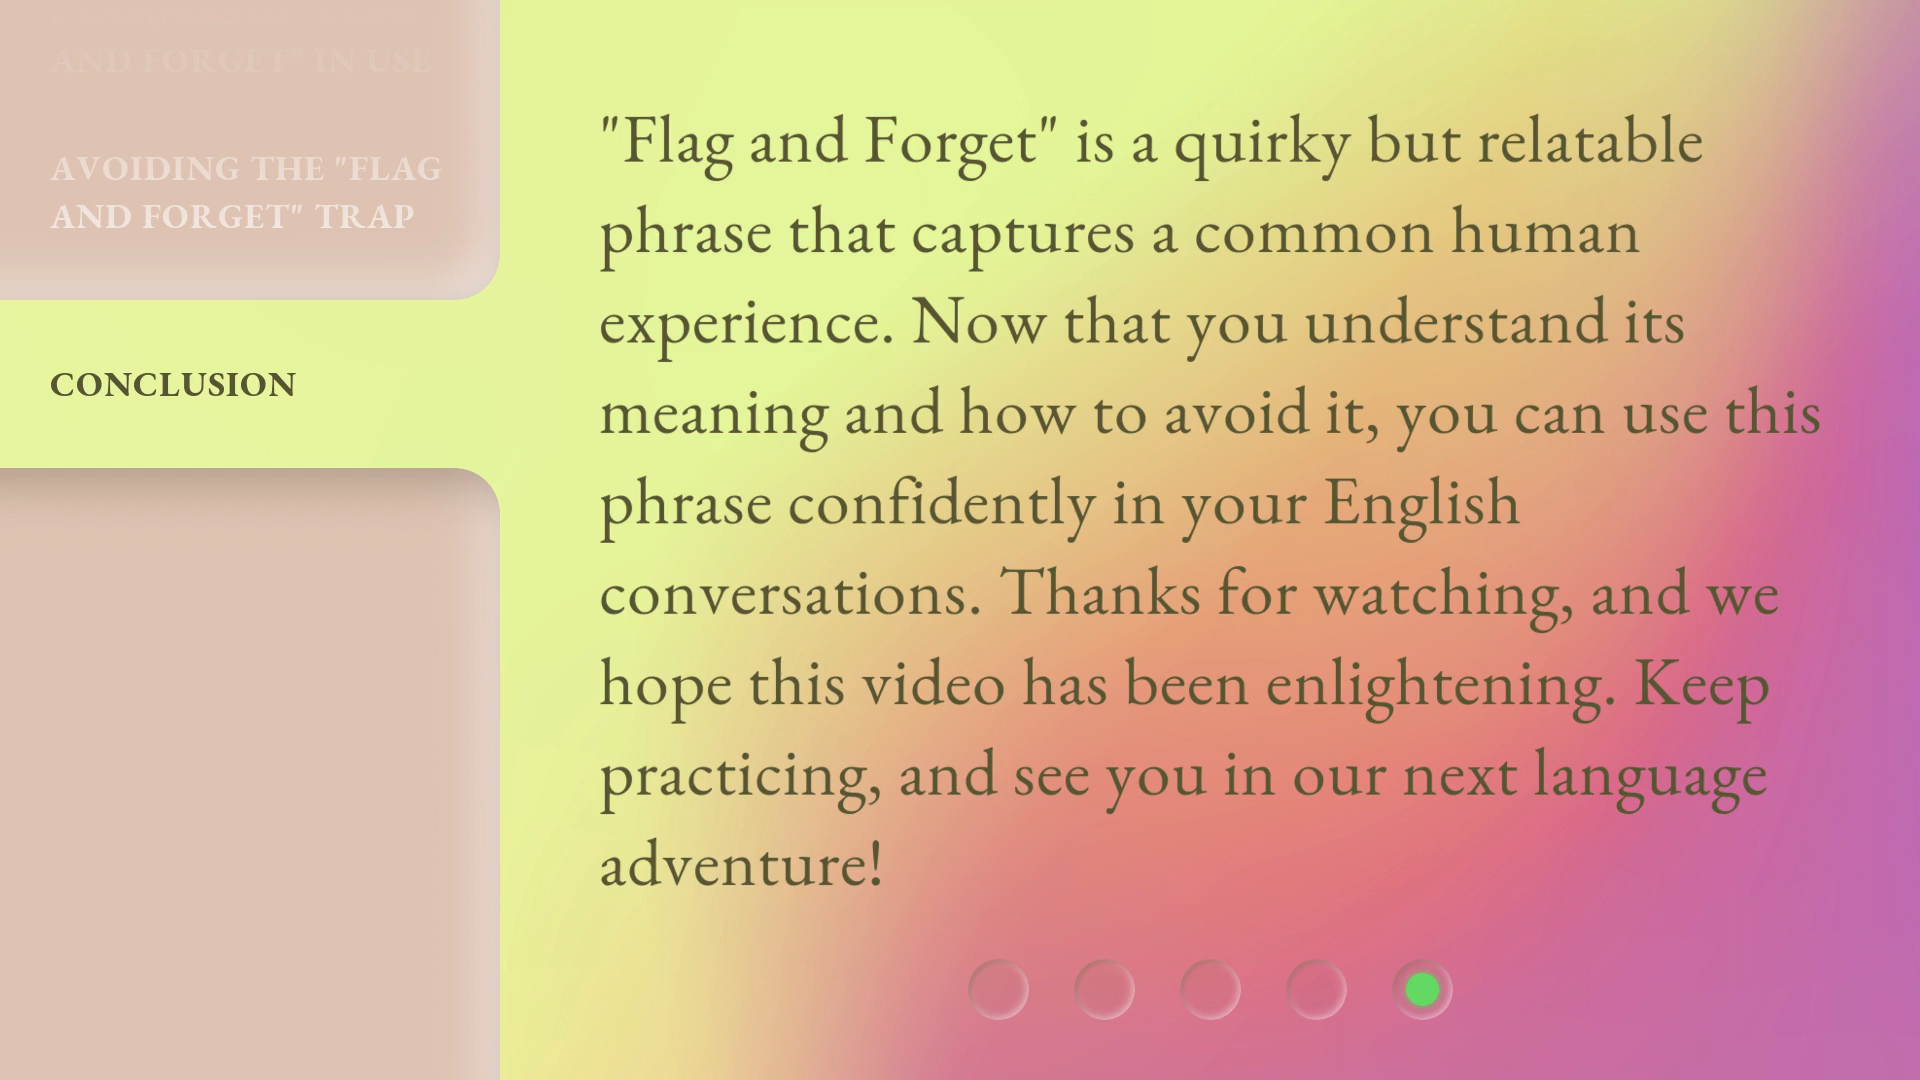 AND FORGET" IN USE
AVOIDING THE "FLAG
AND FORGET" TRAP
CONCLUSION
"Flag and Forget" is a quirky but relatable
phrase that captures a common human
experience. Now that you understand its
meaning and how to avoid it, you can use this
phrase confidently in your English
conversations. Thanks for watching, and we
hope this video has been enlightening. Keep
practicing, and see you in our next language
adventure!